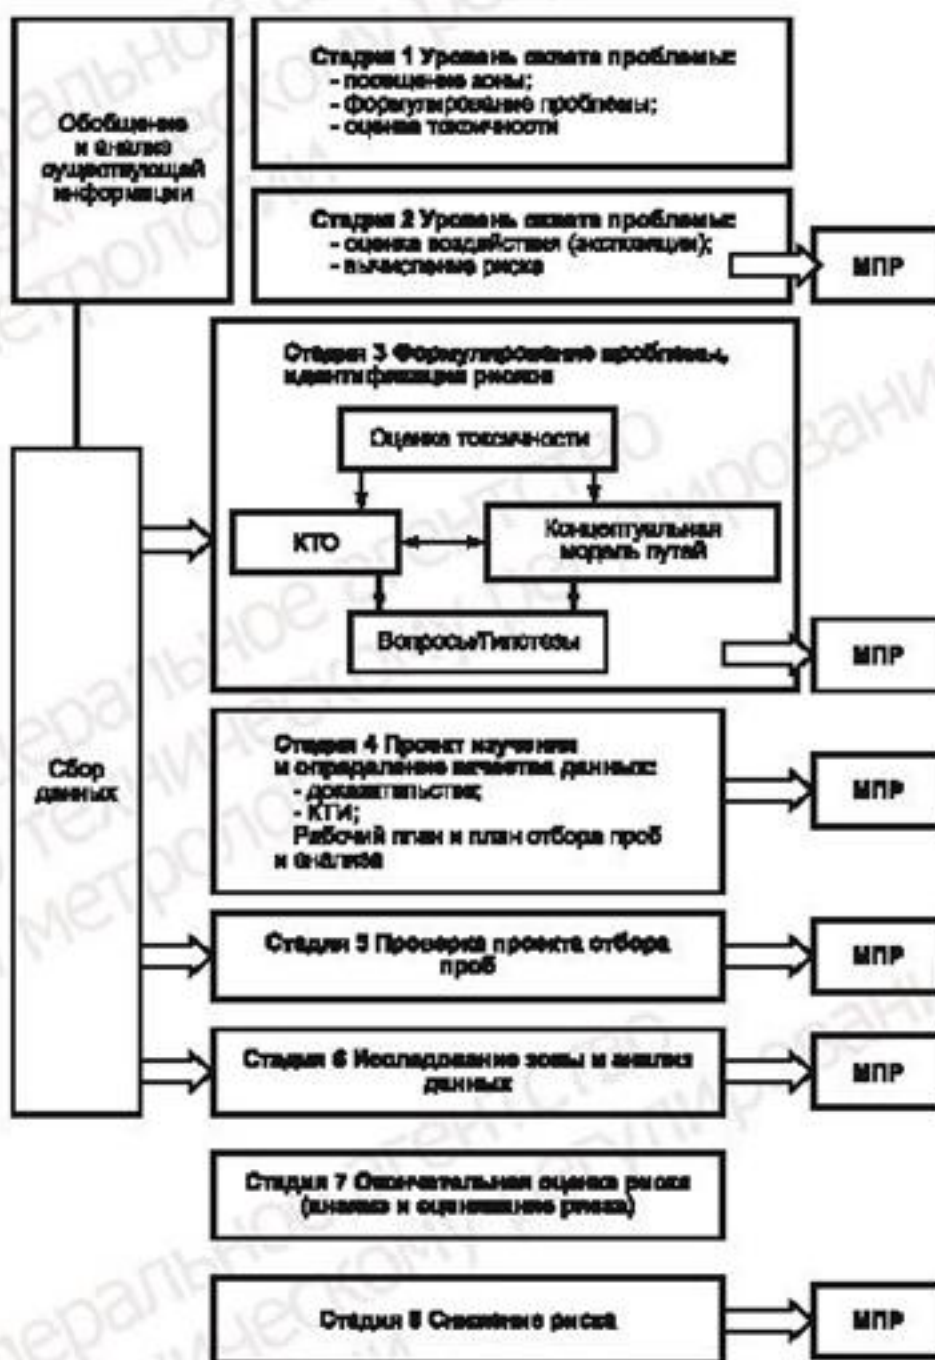 Обобщение
и анализ
существующей
информации
Стадия 1 Уровень охвата проблемы:
- посещение зоны;
- формулирование проблемы;
- оценка токсичности
Стадия 2 Уровень охвата проблемы:
- оценка воздействия (экспозиции);
- вычисление риска
МПР
Стадия 3 Формулирование проблемы,
идентификация рисков
Оценка токсичности
КТО
Концептуальная
модель путей
Вопросы/Гипотезы
МПР
Сбор
данных
Стадия 4 Проект изучения
и определение качества данных:
- доказательства;
- КТИ;
Рабочий план и план отбора проб
и анализа
МПР
Стадия 5 Проверка проекта отбора
проб
МПР
Стадия 6 Исследование зоны и анализ
данных
МПР
Стадия 7 Окончательная оценка риска
(анализ и оценивание риска)
Стадия 8 Снижение риска
МПР